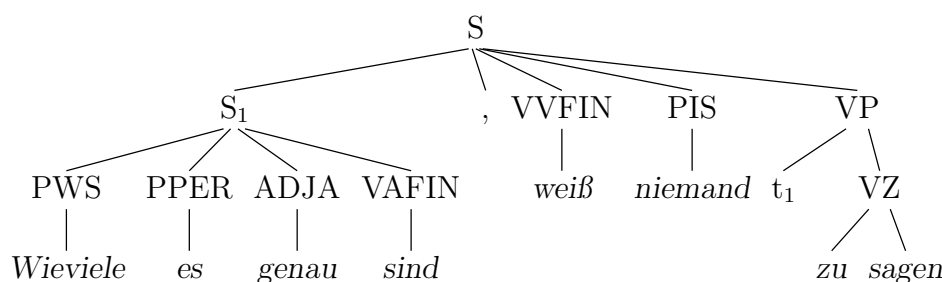 S
S₁ , VVFIN PIS VP
PWS PPER ADJA VAFIN weiß niemand t₁ VZ
Wieviele es genau sind zu sagen